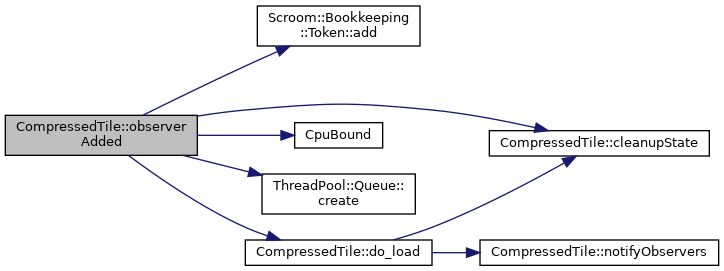 Scroom::Bookkeeping
::Token::add
CompressedTile::observer
Added
CpuBound
CompressedTile::cleanupState
ThreadPool::Queue::
create
CompressedTile::do_load
CompressedTile::notifyObservers